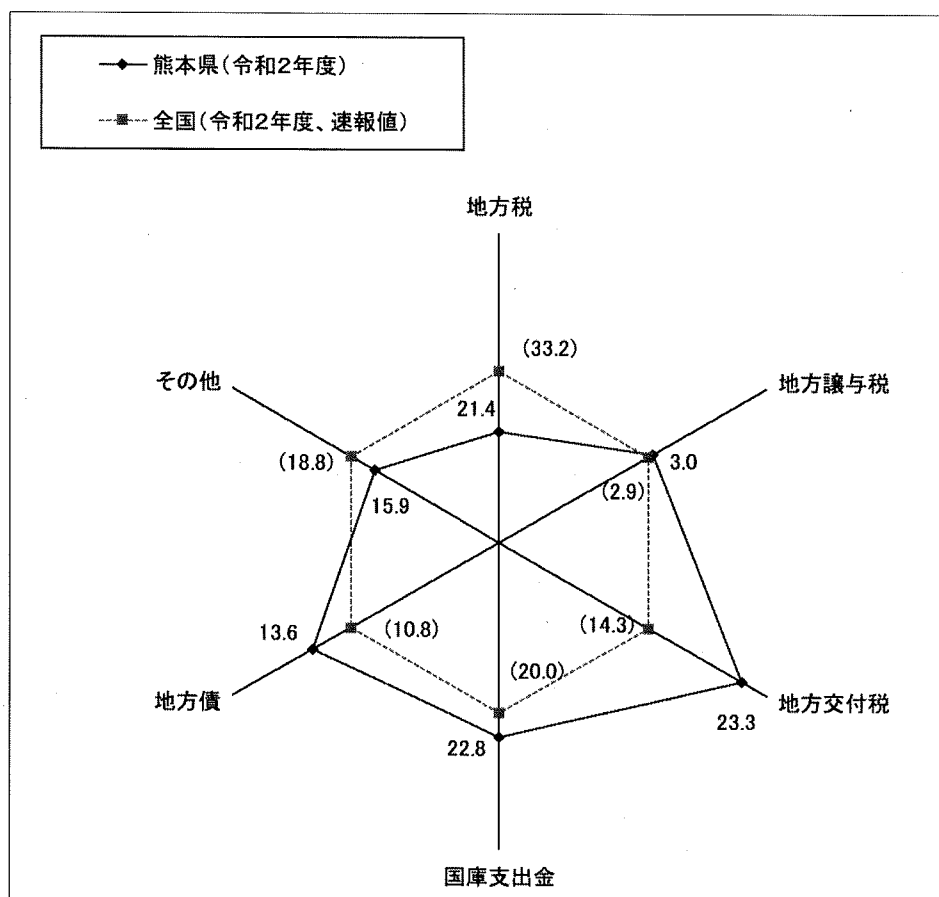 熊本県(令和2年度)
全国(令和2年度、速報値)
地方税
(33.2)
21.4
その他
地方譲与税
(18.8)
3.0
(2.9)
15.9
13.6
(10.8)
(14.3)
(20.0)
地方債
地方交付税
23.3
22.8
国庫支出金